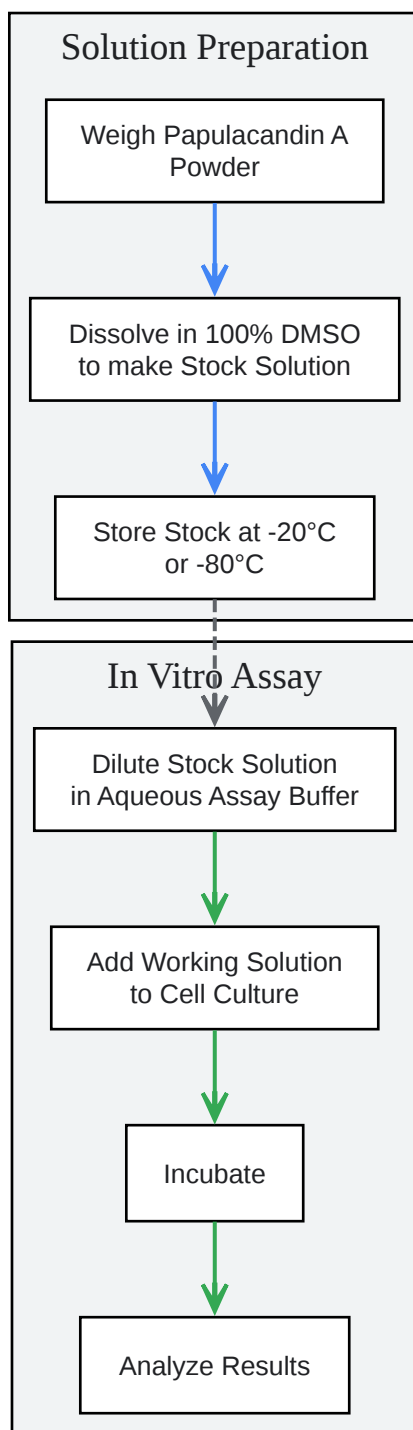 Solution Preparation
Weigh Papulacandin A
Powder
Dissolve in 100% DMSO
to make Stock Solution
Store Stock at -20°C
or -80°C
In Vitro Assay
Dilute Stock Solution
in Aqueous Assay Buffer
Add Working Solution
to Cell Culture
Incubate
Analyze Results